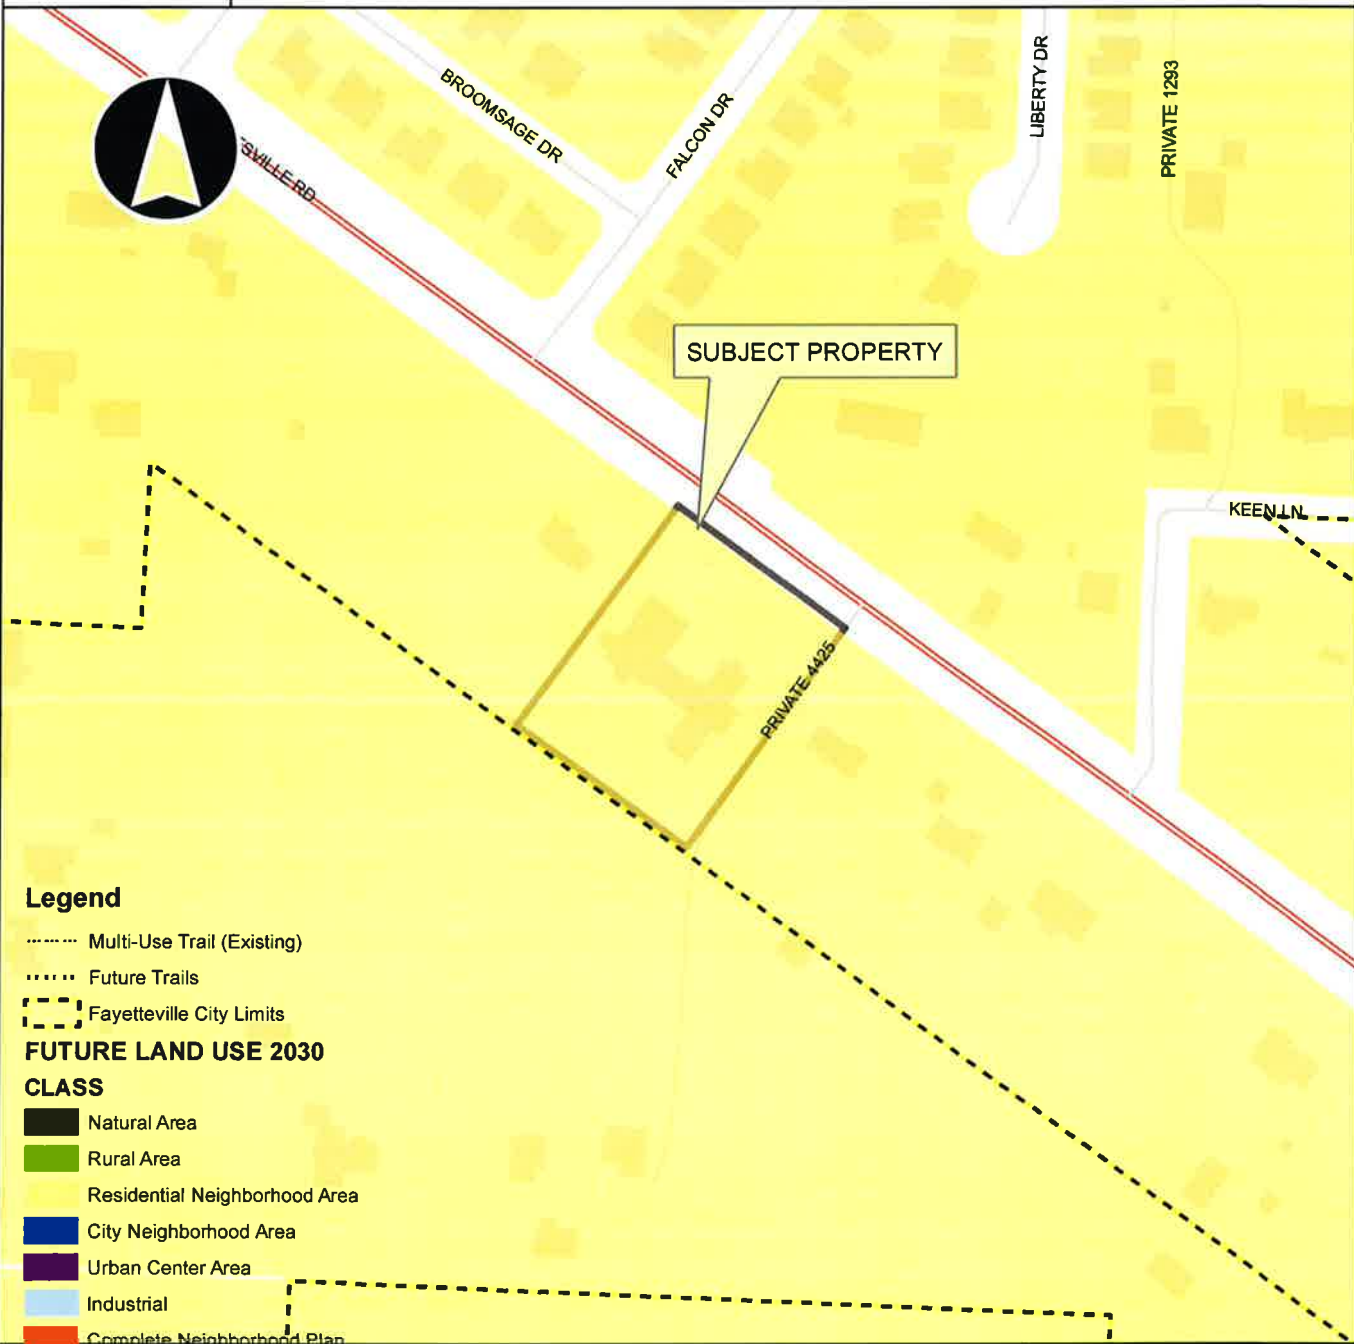 BROOMSAGE DR
FALCON DR
LIBERTY DR
PRIVATE 1293
SVILLE RD
SUBJECT PROPERTY
KEEN LN
PRIVATE 4425
Legend
Multi-Use Trail (Existing)
Future Trails
Fayetteville City Limits
FUTURE LAND USE 2030
CLASS
Natural Area
Rural Area
Residential Neighborhood Area
City Neighborhood Area
Urban Center Area
Industrial
Complete Neighborhood Plan